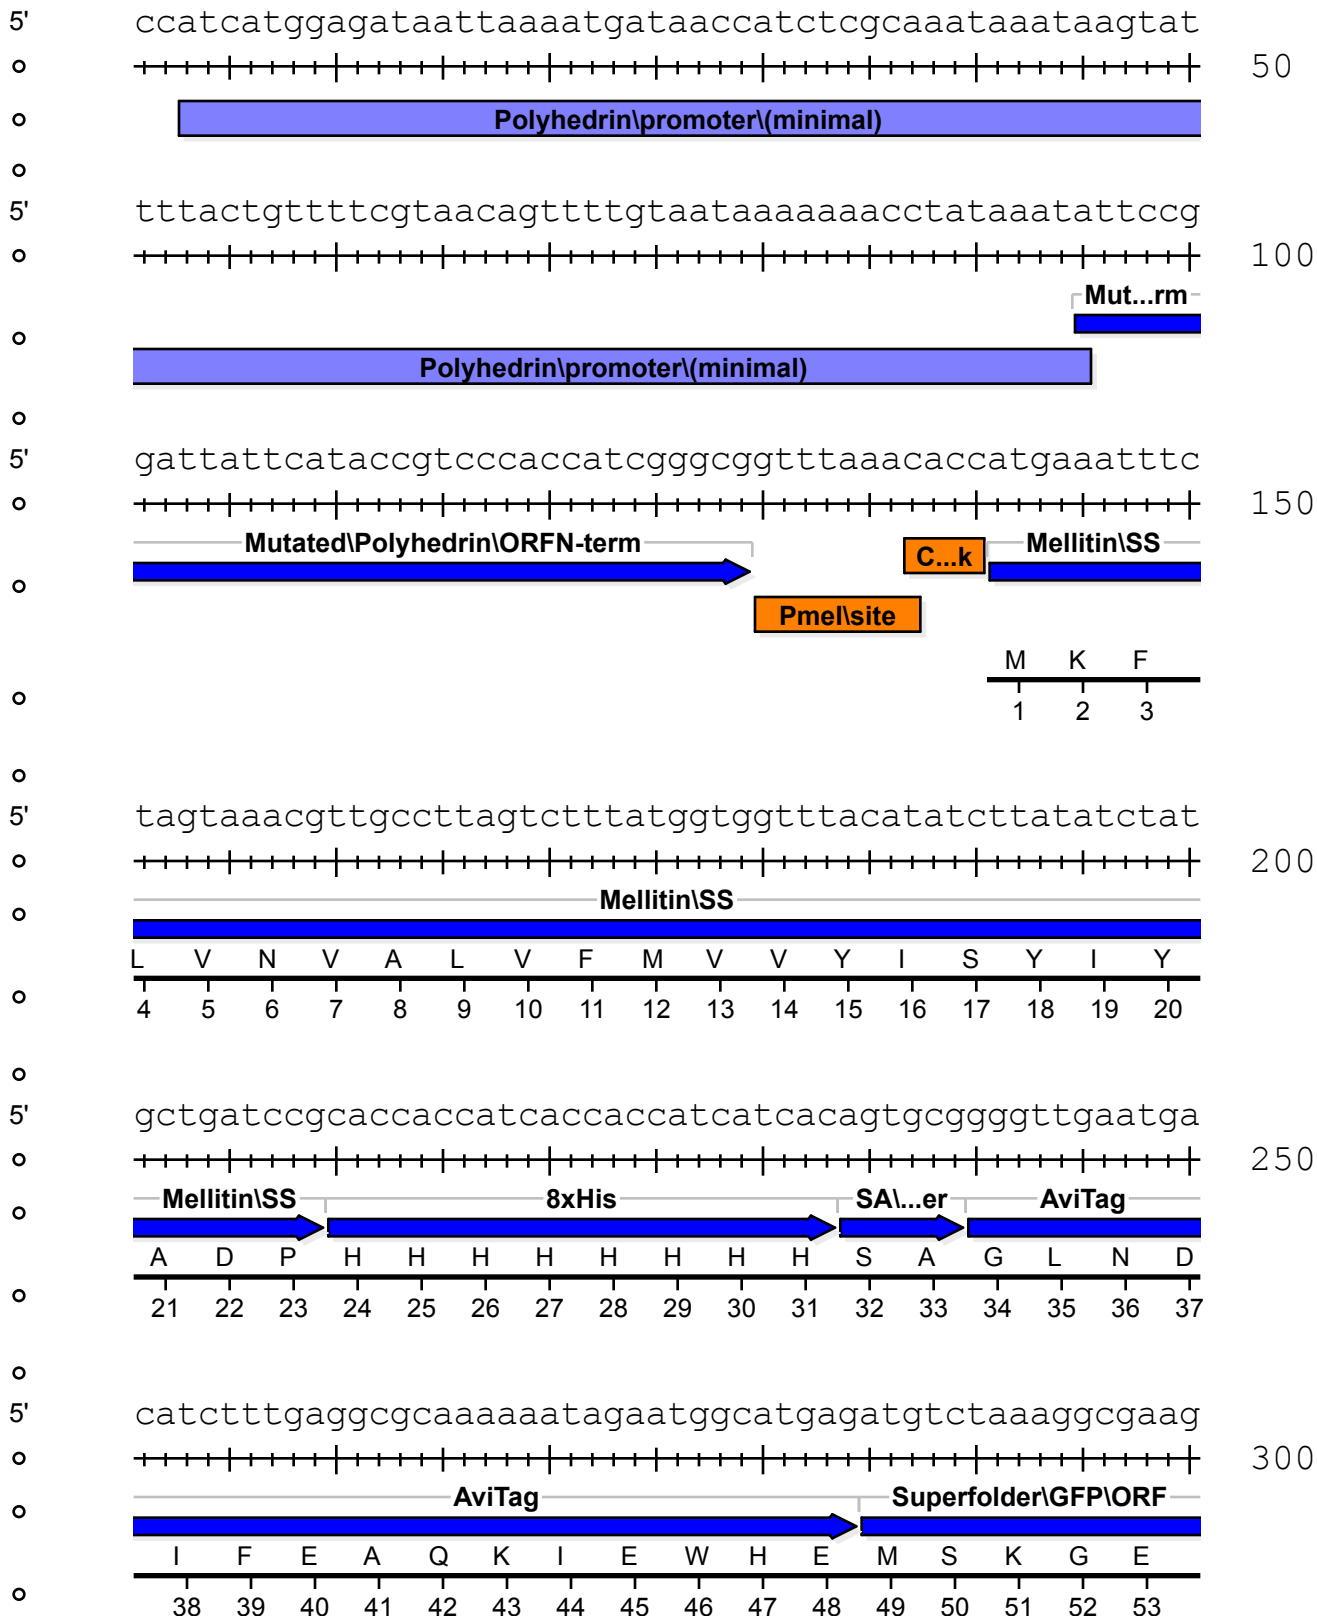 5' ccatcatggagataattaaaatgataaccatctcgcaaataaataagtat
50
Polyhedrin\promoter\(minimal)
5' tttactgttttcgtaacagttttgtaataaaaaaacctataaatattccg
100
Mut...rm
Polyhedrin\promoter\(minimal)
5' gattattcataccgtcccaccatcgggcggtttaaacaccatgaaatttc
150
Mutated\Polyhedrin\ORFN-term C...k Mellitin\SS
PmeI\site
M K F
1 2 3
5' tagtaaacgttgccttagtctttatggtggtttacatatcttatatctat
200
Mellitin\SS
L V N V A L V F M V V Y I S Y I Y
4 5 6 7 8 9 10 11 12 13 14 15 16 17 18 19 20
5' gctgatccgcaccaccatcaccaccatcatcacagtgcggggttgaatga
250
Mellitin\SS 8xHis SA\...er AviTag
A D P H H H H H H H H S A G L N D
21 22 23 24 25 26 27 28 29 30 31 32 33 34 35 36 37
5' catctttgaggcgcaaaaaatagaatggcatgagatgtctaaaggcgaag
300
AviTag Superfolder\GFP\ORF
I F E A Q K I E W H E M S K G E
38 39 40 41 42 43 44 45 46 47 48 49 50 51 52 53